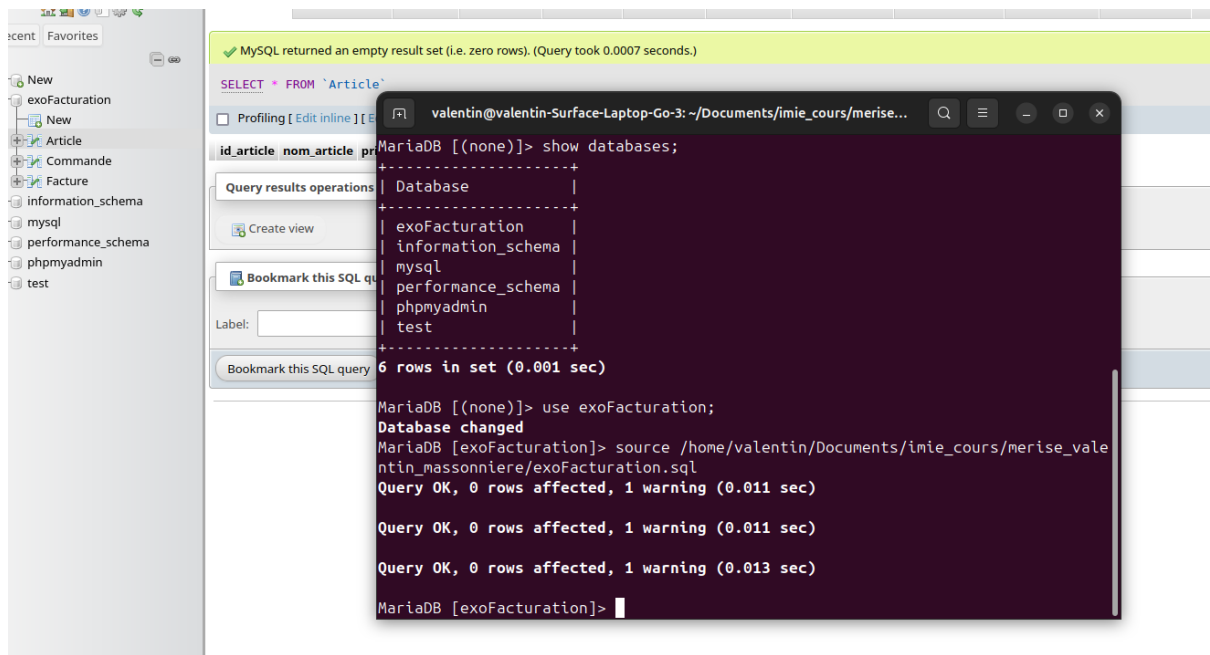 Recent Favorites
New
exoFacturation
New
Article
Commande
Facture
information_schema
mysql
performance_schema
phpmyadmin
test
MySQL returned an empty result set (i.e. zero rows). (Query took 0.0007 seconds.)
SELECT * FROM `Article`
Profiling [ Edit inline ] [
id_article nom_article
Query results operations
Create view
Bookmark this SQL
Label:
Bookmark this SQL query
valentin@valentin-Surface-Laptop-Go-3: ~/Documents/imie_cours/merise...
MariaDB [(none)]> show databases;
+--------------------+
| Database |
+--------------------+
| exoFacturation |
| information_schema |
| mysql |
| performance_schema |
| phpmyadmin |
| test |
+--------------------+
6 rows in set (0.001 sec)
MariaDB [(none)]> use exoFacturation;
Database changed
MariaDB [exoFacturation]> source /home/valentin/Documents/imie_cours/merise_vale
ntin_massonniere/exoFacturation.sql
Query OK, 0 rows affected, 1 warning (0.011 sec)
Query OK, 0 rows affected, 1 warning (0.011 sec)
Query OK, 0 rows affected, 1 warning (0.013 sec)
MariaDB [exoFacturation]>